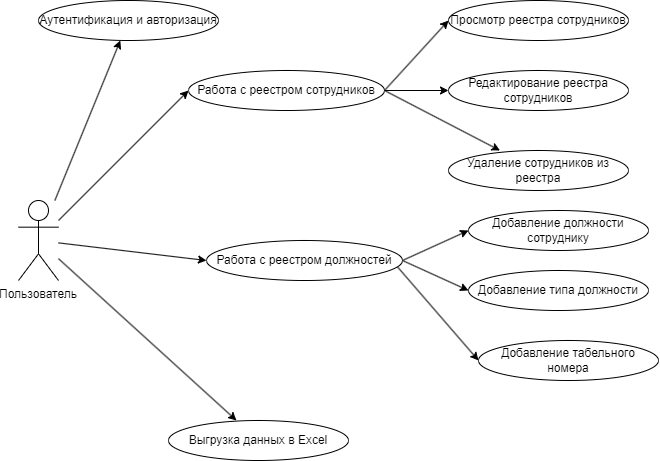 Аутентификация и авторизация
Просмотр реестра сотрудников
Работа с реестром сотрудников
Редактирование реестра
сотрудников
Удаление сотрудников из
реестра
Пользователь
Работа с реестром должностей
Добавление должности
сотруднику
Добавление типа должности
Добавление табельного
номера
Выгрузка данных в Excel